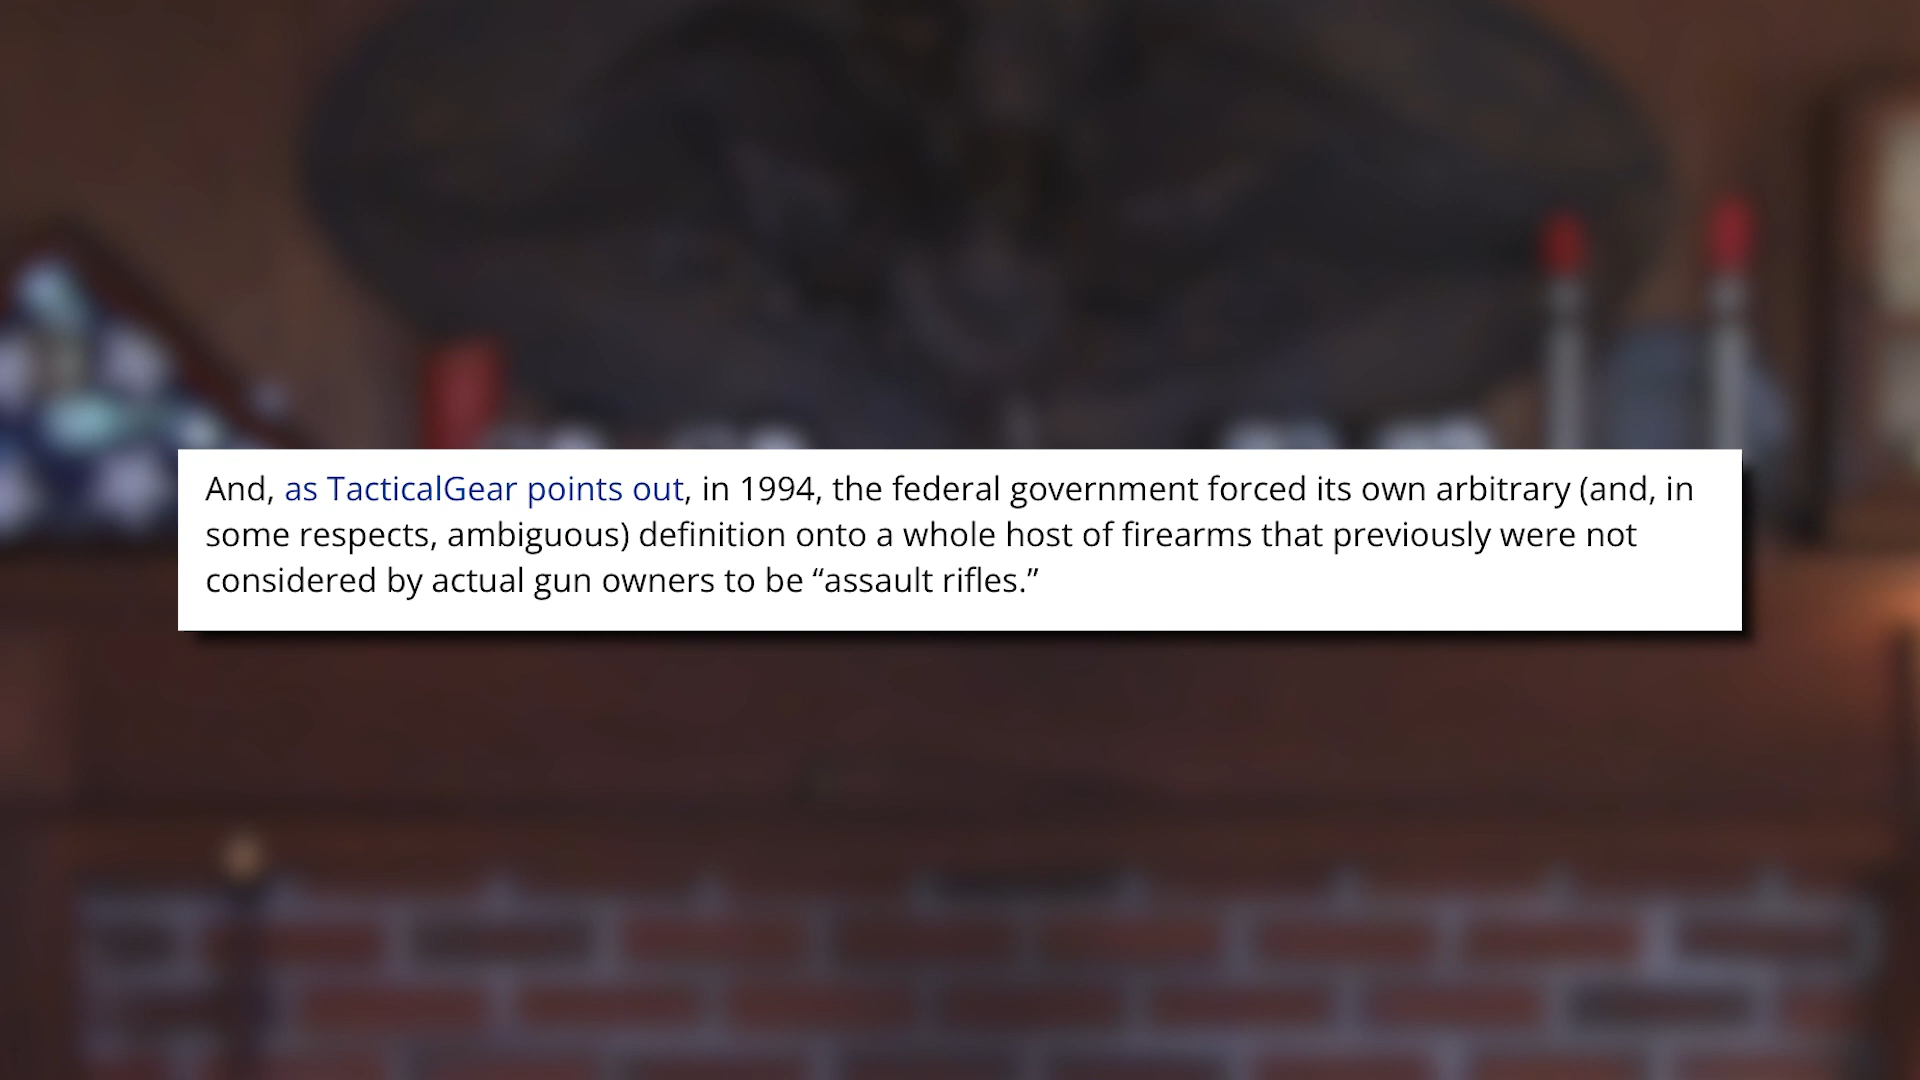 And, as TacticalGear points out, in 1994, the federal government forced its own arbitrary (and, in
some respects, ambiguous) definition onto a whole host of firearms that previously were not
considered by actual gun owners to be “assault rifles.”